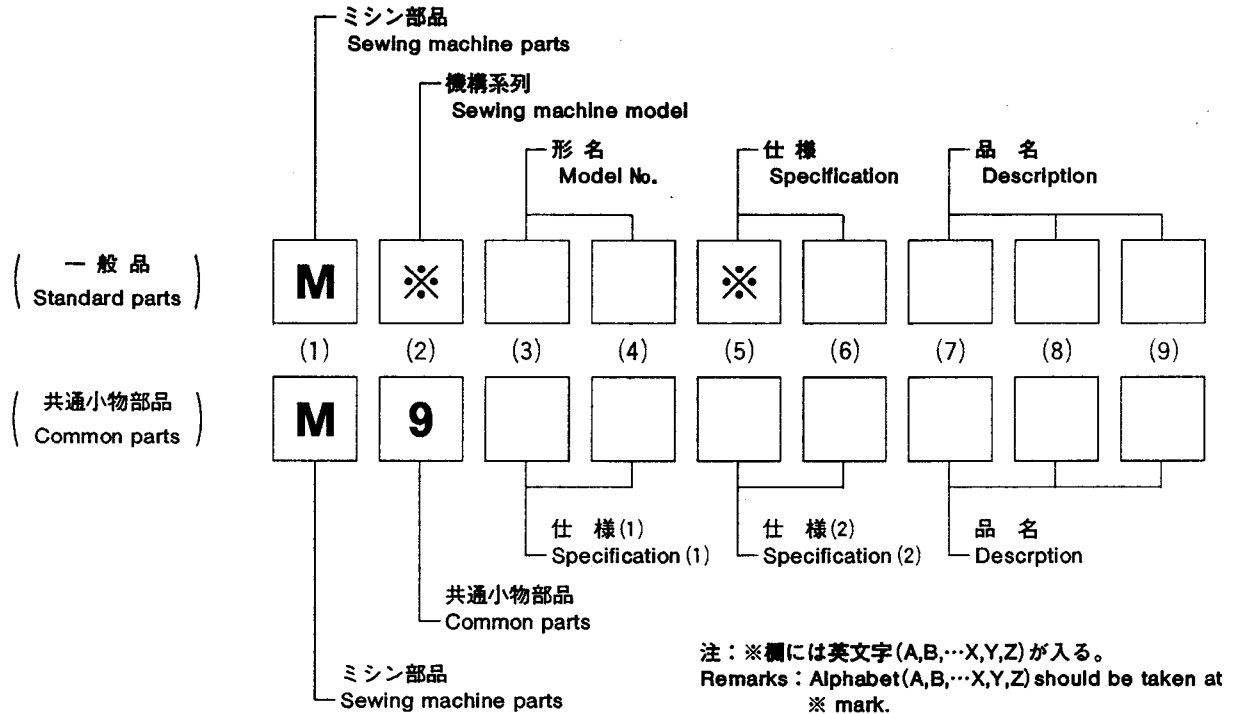 ミシン部品
Sewing machine parts
機構系列
Sewing machine model
形 名
Model No.
仕 様
Specification
品 名
Description
一 般 品
Standard parts
M ※ ※
(1) (2) (3) (4) (5) (6) (7) (8) (9)
共通小物部品
Common parts
M 9
仕 様(1)
Specification(1)
仕 様(2)
Specification(2)
品 名
Descrption
共通小物部品
Common parts
ミシン部品
Sewing machine parts
注：※欄には英文字(A,B,…X,Y,Z)が入る。
Remarks：Alphabet(A,B,…X,Y,Z)should be taken at
※ mark.